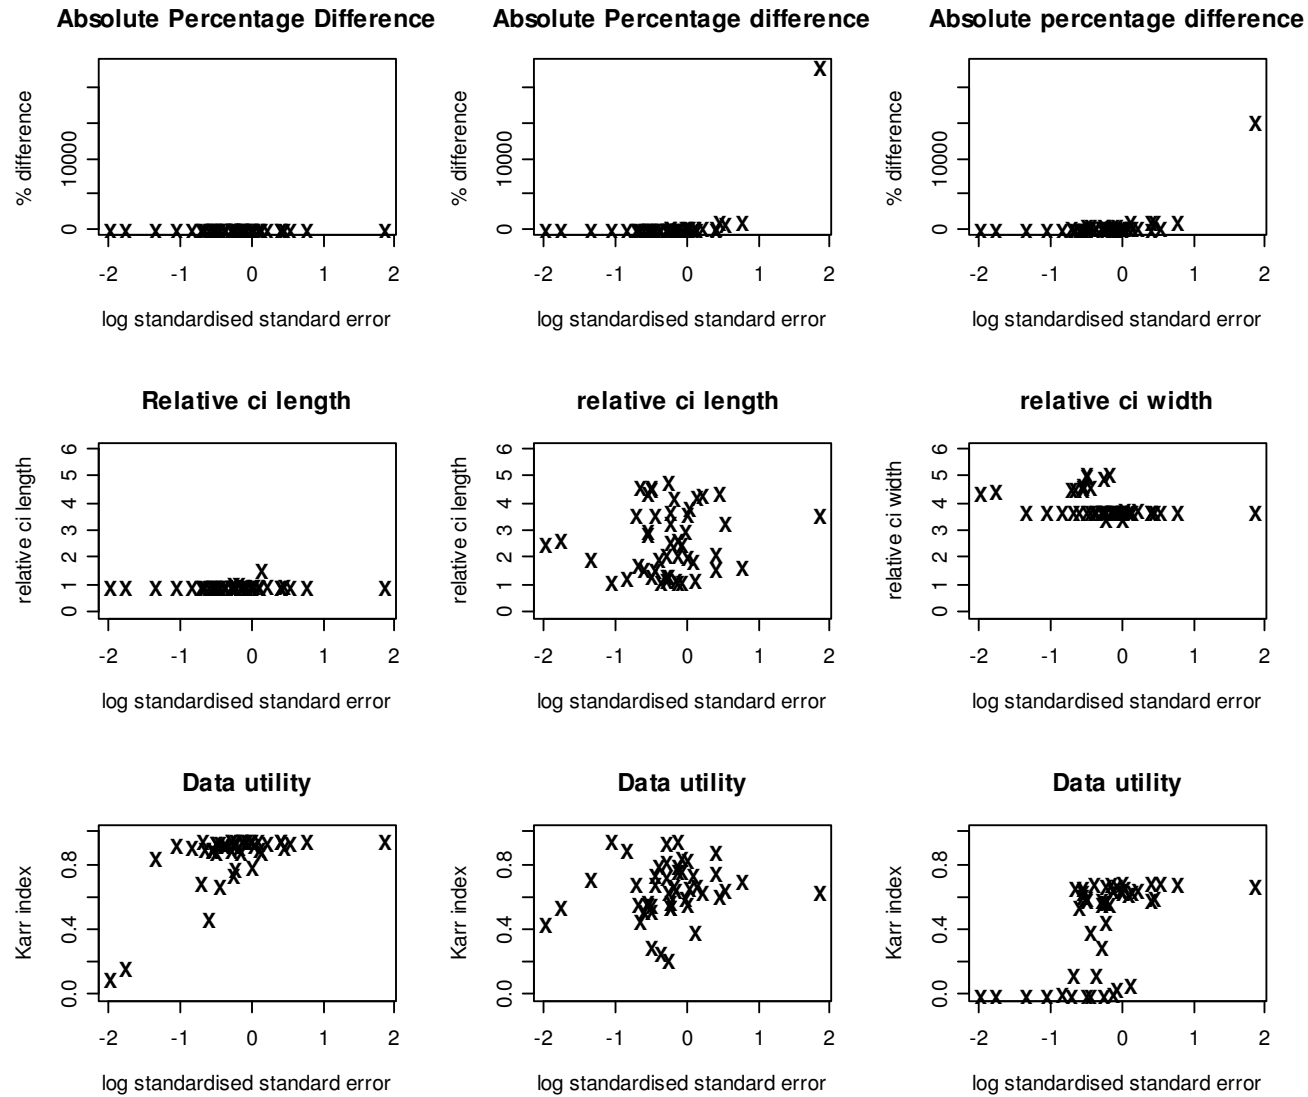 Absolute Percentage Difference
% difference
10000
0
-2 -1 0 1 2
log standardised standard error
Absolute Percentage difference
% difference
10000
0
-2 -1 0 1 2
log standardised standard error
Absolute percentage difference
% difference
10000
0
-2 -1 0 1 2
log standardised standard error
Relative ci length
relative ci length
6
5
4
3
2
1
0
-2 -1 0 1 2
log standardised standard error
relative ci length
relative ci length
6
5
4
3
2
1
0
-2 -1 0 1 2
log standardised standard error
relative ci width
relative ci width
6
5
4
3
2
1
0
-2 -1 0 1 2
log standardised standard error
Data utility
Karr index
0.8
0.4
0.0
-2 -1 0 1 2
log standardised standard error
Data utility
Karr index
0.8
0.4
0.0
-2 -1 0 1 2
log standardised standard error
Data utility
Karr index
0.8
0.4
0.0
-2 -1 0 1 2
log standardised standard error